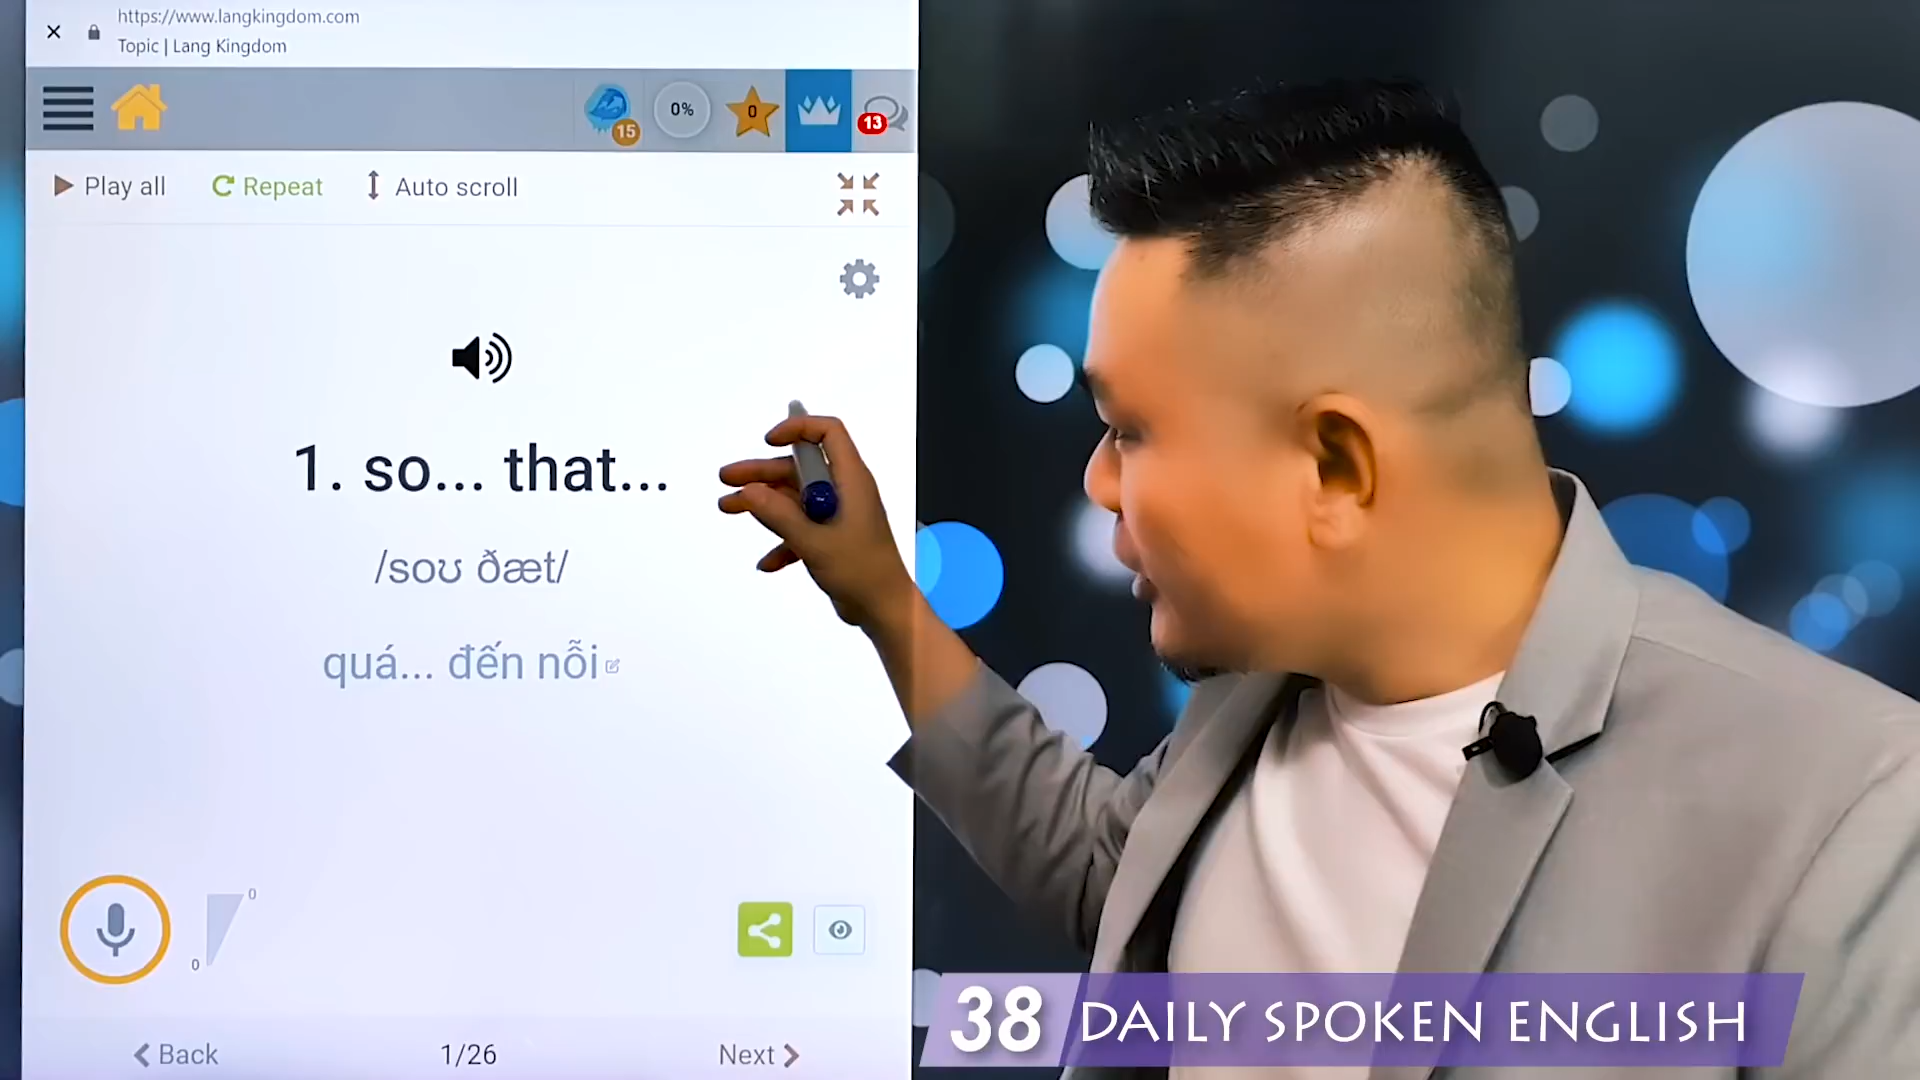 https://www.langkingdom.com
Topic | Lang Kingdom
15
0%
0
13
Play all
Repeat
Auto scroll
1. so... that...
/soʊ ðæt/
quá... đến nỗi
0
0
Back
1/26
Next
38 DAILY SPOKEN ENGLISH